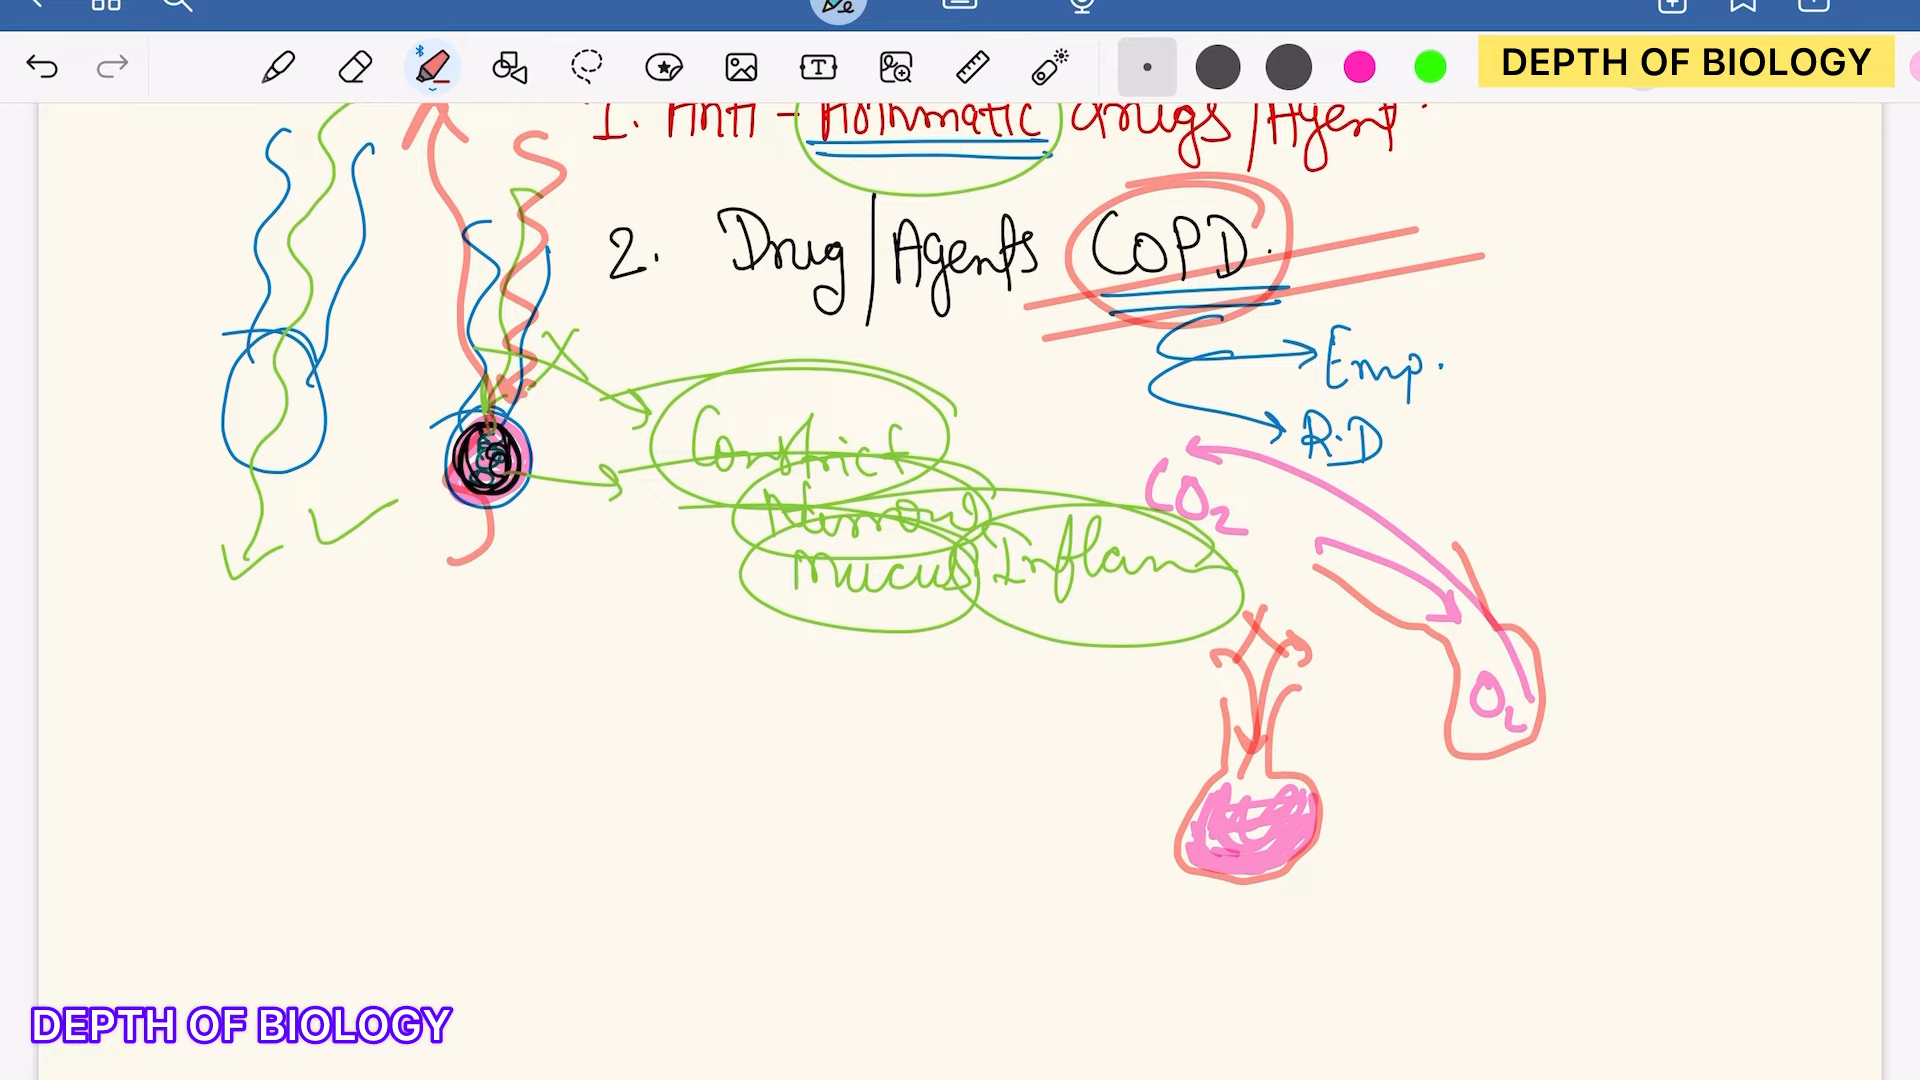 DEPTH OF BIOLOGY
1. Anti - Asthmatic drugs/Agent
2. Drug/Agents COPD.
Emp.
R.D
Constrict
CO2
Narrow
Mucus Inflam
O2
DEPTH OF BIOLOGY